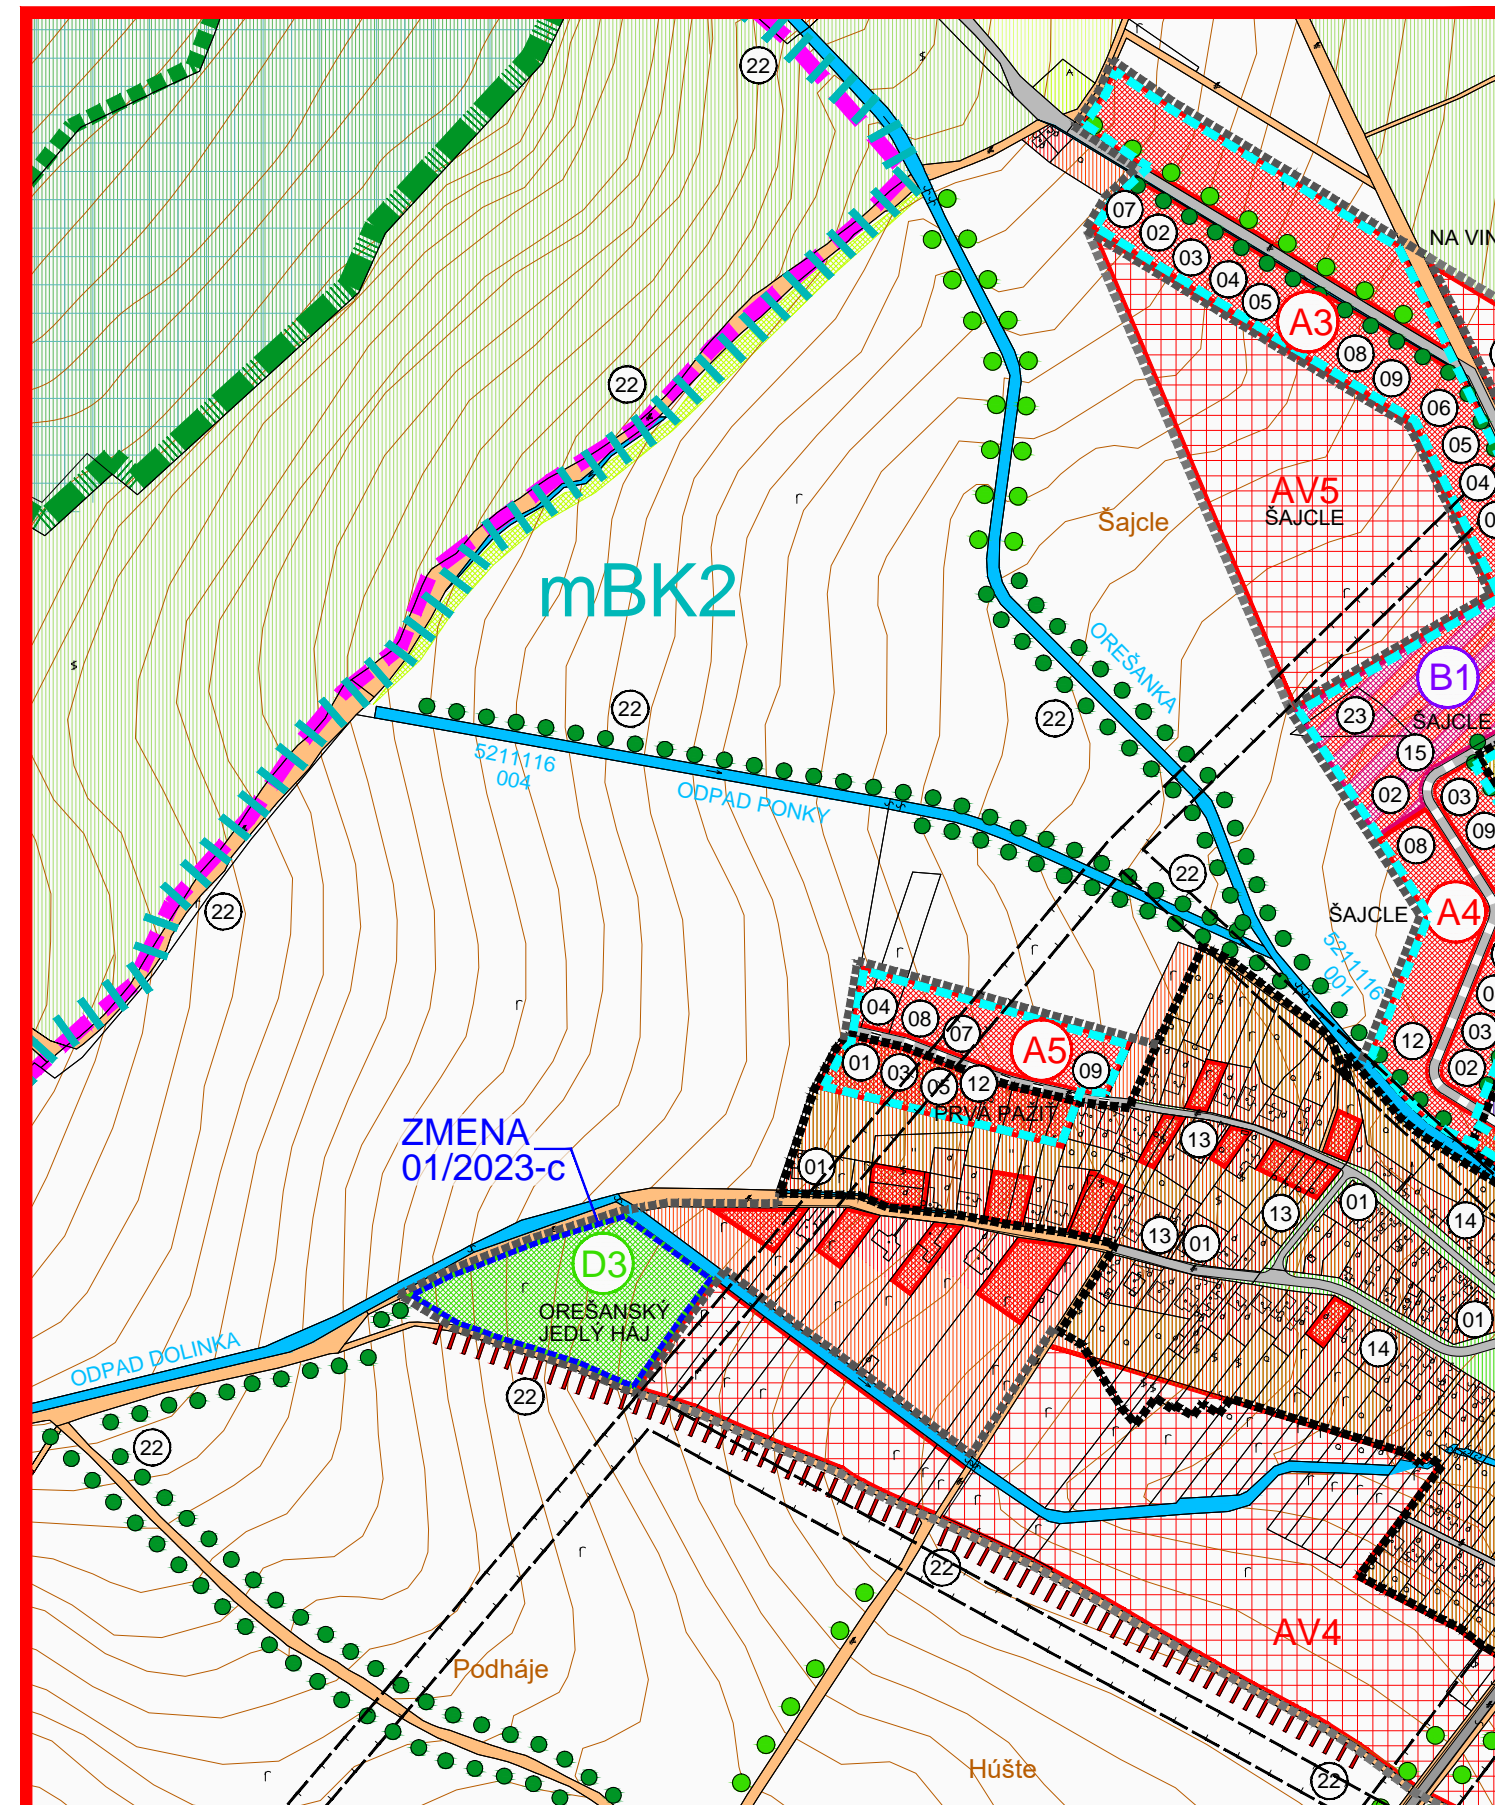 22
NA VIN
07
02
03
04
05
A3
08
09
06
05
04
22
AV5
ŠAJCLE
Šajcle
mBK2
OREŠANKA
B1
ŠAJCLE
23
22
22
15
5211116
004
ODPAD PONKY
02
03
09
08
22
22
ŠAJCLE
A4
5211116
001
04
08
07
A5
09
01
03
05
12
PRVÁ PAŽIŤ
12
03
02
ZMENA
01/2023-c
01
13
01
13
13
01
14
D3
OREŠANSKÝ
JEDLÝ HÁJ
ODPAD DOLINKA
01
14
22
22
22
AV4
Podháje
Húšte
22